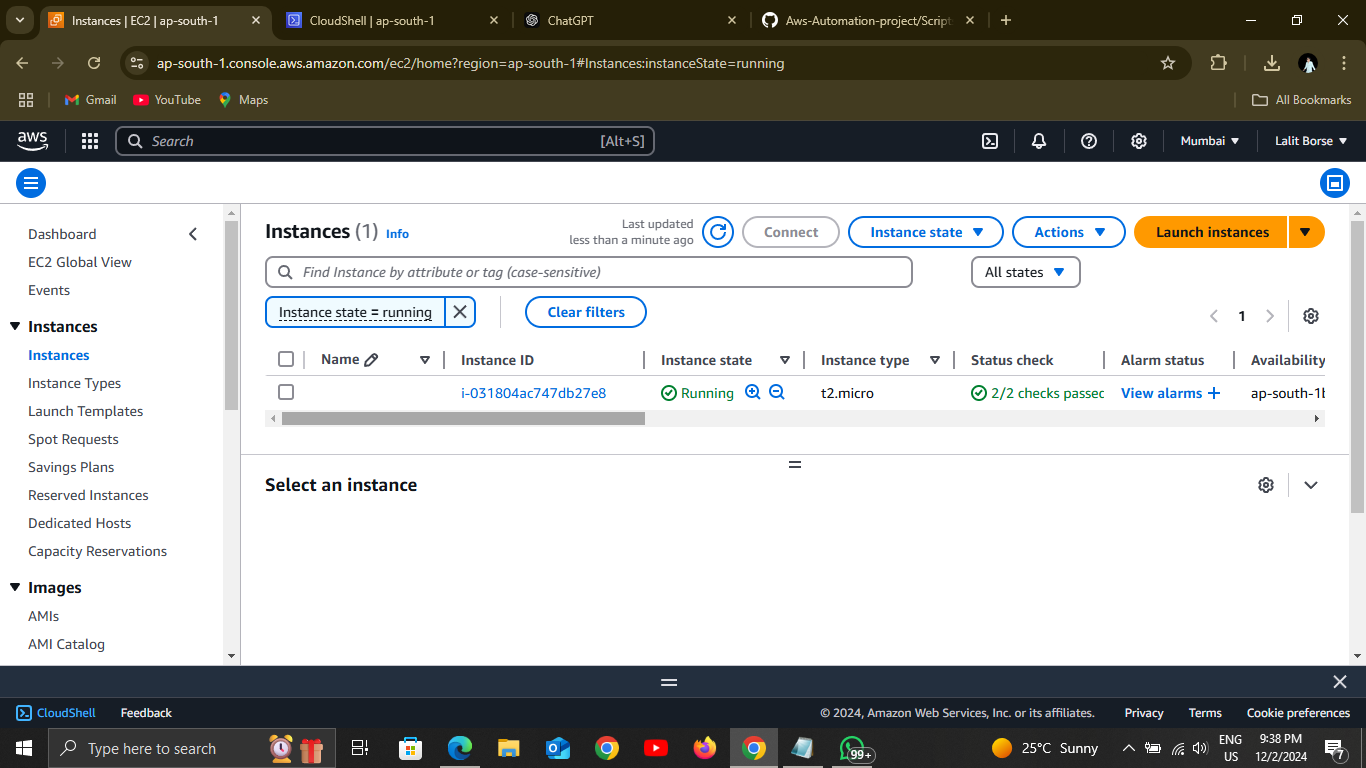 Instances | EC2 | ap-south-1
CloudShell | ap-south-1
ChatGPT
Aws-Automation-project/Script
ap-south-1.console.aws.amazon.com/ec2/home?region=ap-south-1#Instances:instanceState=running
Gmail
YouTube
Maps
All Bookmarks
aws
Search
[Alt+S]
Mumbai
Lalit Borse
Dashboard
EC2 Global View
Events
Instances
Instances
Instance Types
Launch Templates
Spot Requests
Savings Plans
Reserved Instances
Dedicated Hosts
Capacity Reservations
Images
AMIs
AMI Catalog
Instances (1) Info
Last updated
less than a minute ago
Connect
Instance state
Actions
Launch instances
Find Instance by attribute or tag (case-sensitive)
All states
Instance state = running
Clear filters
1
Name
Instance ID
Instance state
Instance type
Status check
Alarm status
Availability
i-031804ac747db27e8
Running
t2.micro
2/2 checks passed
View alarms
ap-south-1b
Select an instance
CloudShell
Feedback
© 2024, Amazon Web Services, Inc. or its affiliates.
Privacy
Terms
Cookie preferences
Type here to search
99+
25°C Sunny
ENG
US
9:38 PM
12/2/2024
7